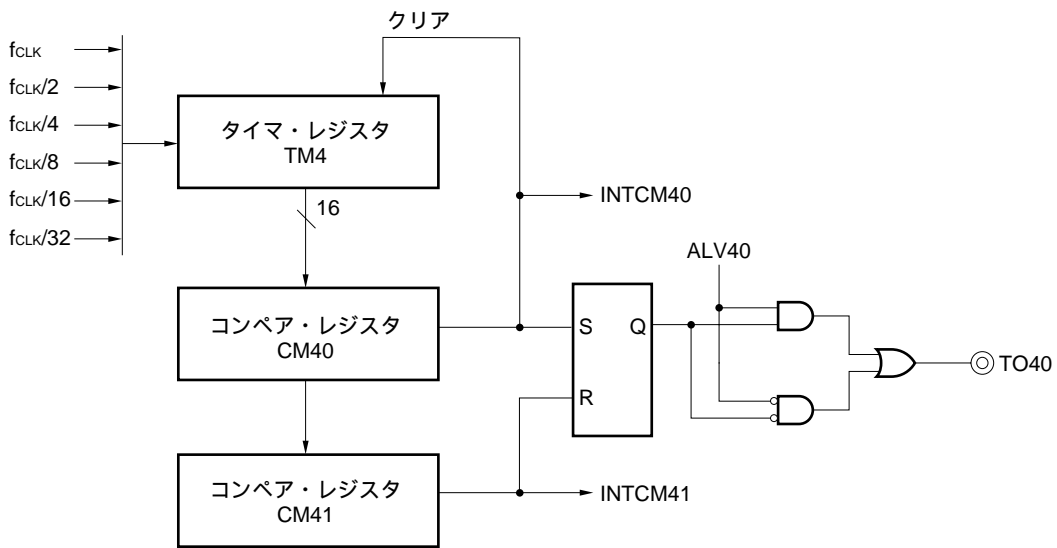 クリア
fCLK
fCLK/2
fCLK/4
fCLK/8
fCLK/16
fCLK/32
タイマ・レジスタ
TM4
16
INTCM40
ALV40
コンペア・レジスタ
CM40
S
Q
R
TO40
コンペア・レジスタ
CM41
INTCM41